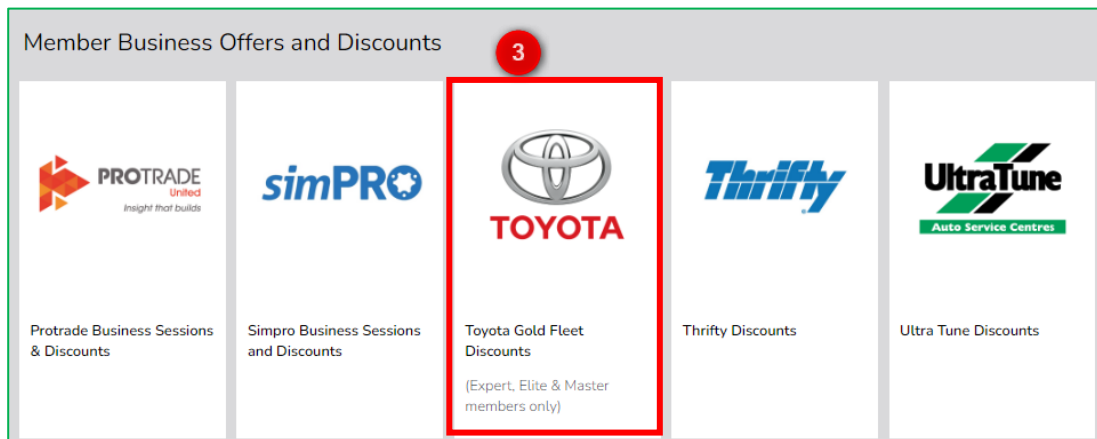 Member Business Offers and Discounts
3
PROTRADE
United
Insight that builds
simPRO
TOYOTA
Thrifty
UltraTune
Auto Service Centres
Protrade Business Sessions
& Discounts
Simpro Business Sessions
and Discounts
Toyota Gold Fleet
Discounts
(Expert, Elite & Master
members only)
Thrifty Discounts
Ultra Tune Discounts